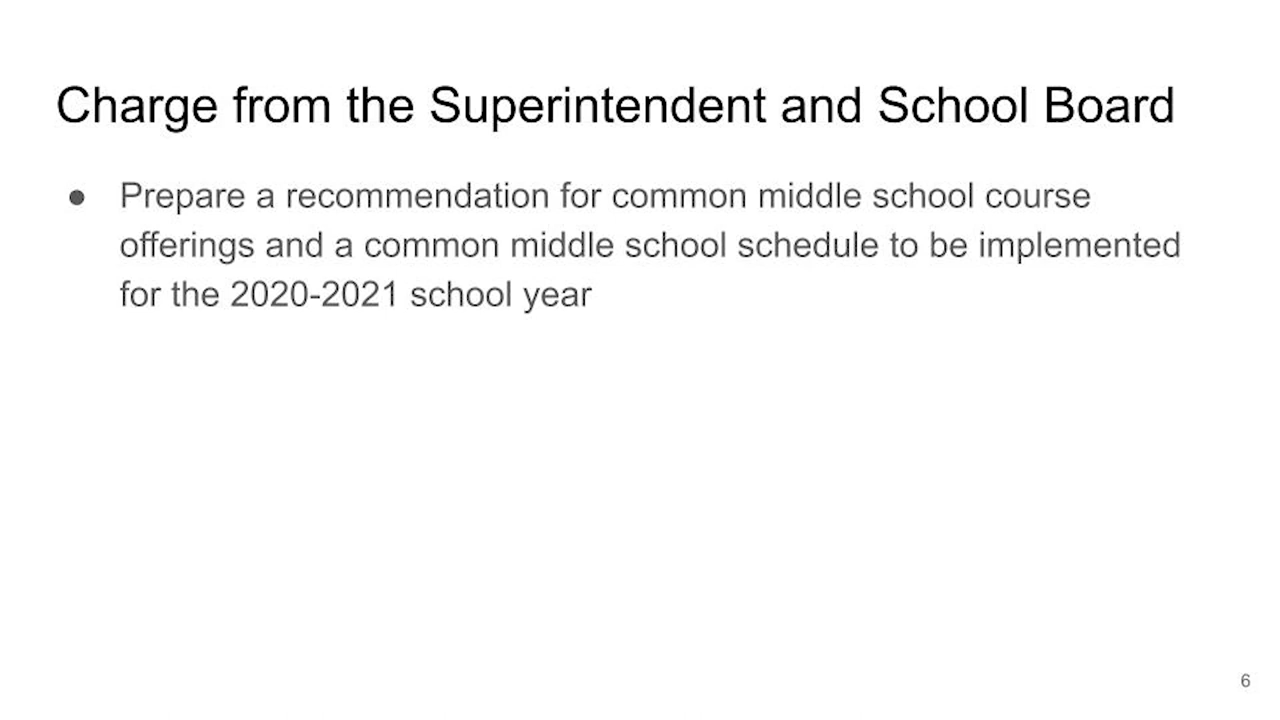 Charge from the Superintendent and School Board
● Prepare a recommendation for common middle school course
offerings and a common middle school schedule to be implemented
for the 2020-2021 school year
6